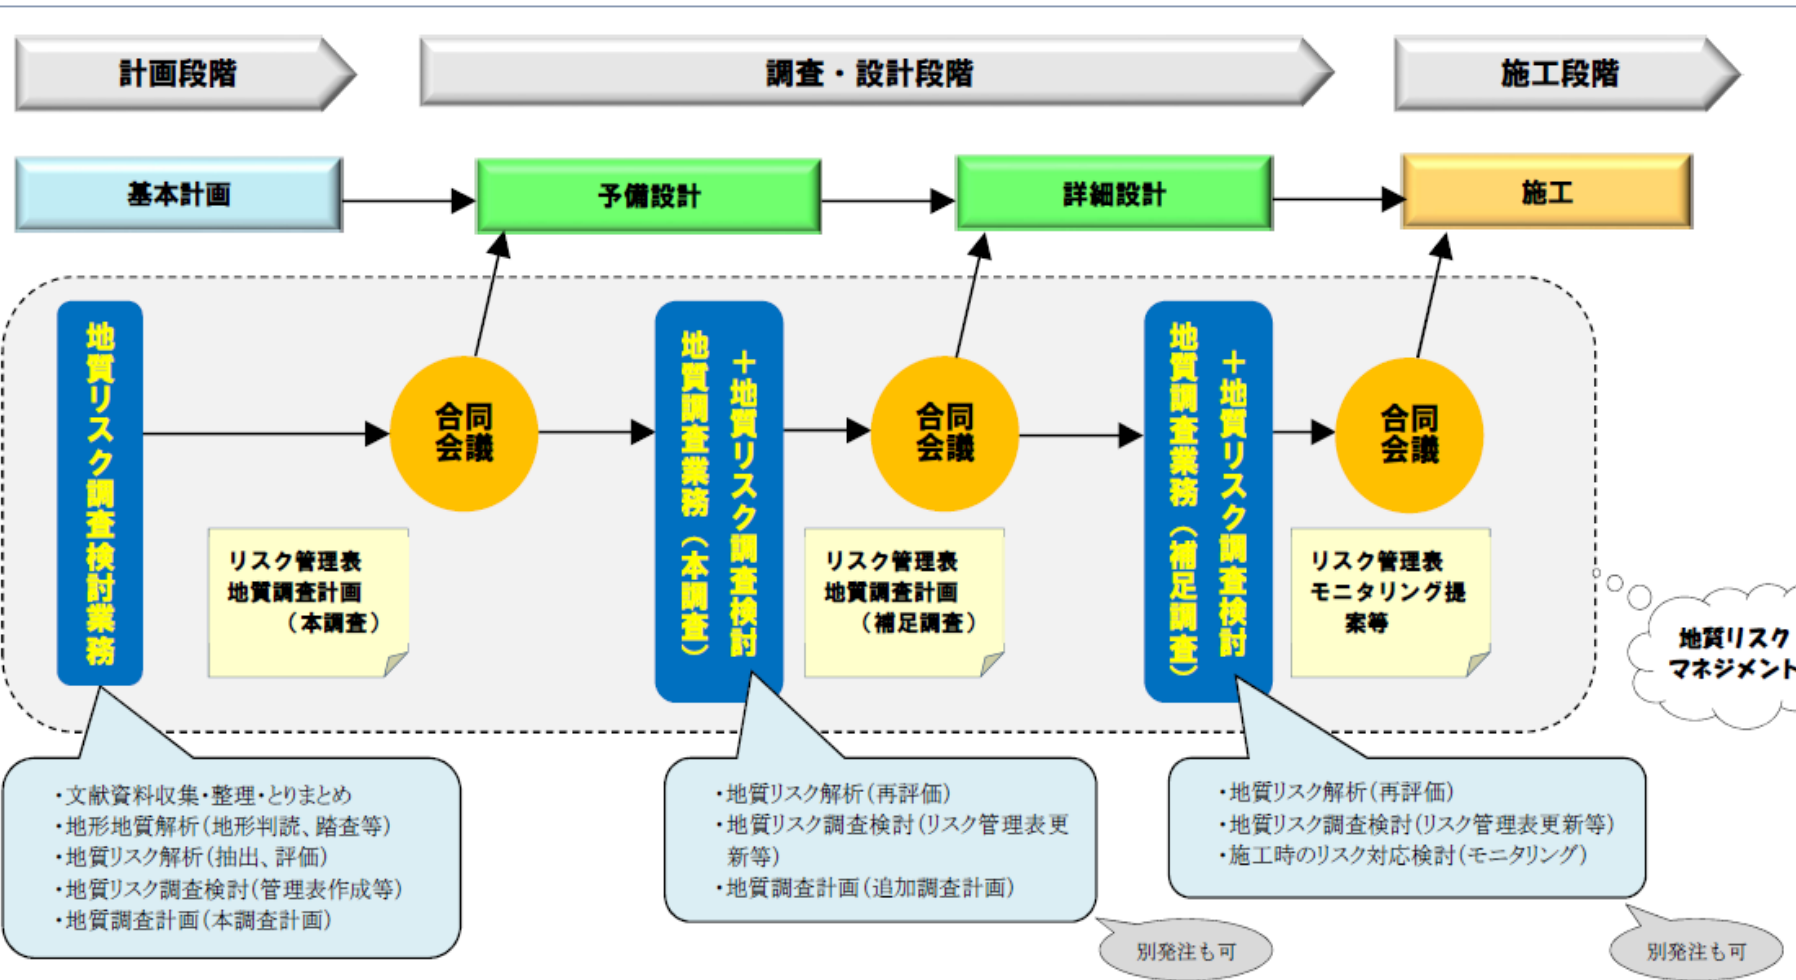 計画段階
調査・設計段階
施工段階
基本計画
予備設計
詳細設計
施工
地質リスク調査検討業務
合同
会議
リスク管理表
地質調査計画
（本調査）
地質調査業務（本調査）
＋地質リスク調査検討
合同
会議
リスク管理表
地質調査計画
（補足調査）
地質調査業務（補足調査）
＋地質リスク調査検討
合同
会議
リスク管理表
モニタリング提
案等
地質リスク
マネジメント
・文献資料収集・整理・とりまとめ
・地形地質解析(地形判読、踏査等)
・地質リスク解析(抽出、評価)
・地質リスク調査検討(管理表作成等)
・地質調査計画(本調査計画)
・地質リスク解析(再評価)
・地質リスク調査検討(リスク管理表更
新等)
・地質調査計画(追加調査計画)
別発注も可
・地質リスク解析(再評価)
・地質リスク調査検討(リスク管理表更新等)
・施工時のリスク対応検討(モニタリング)
別発注も可